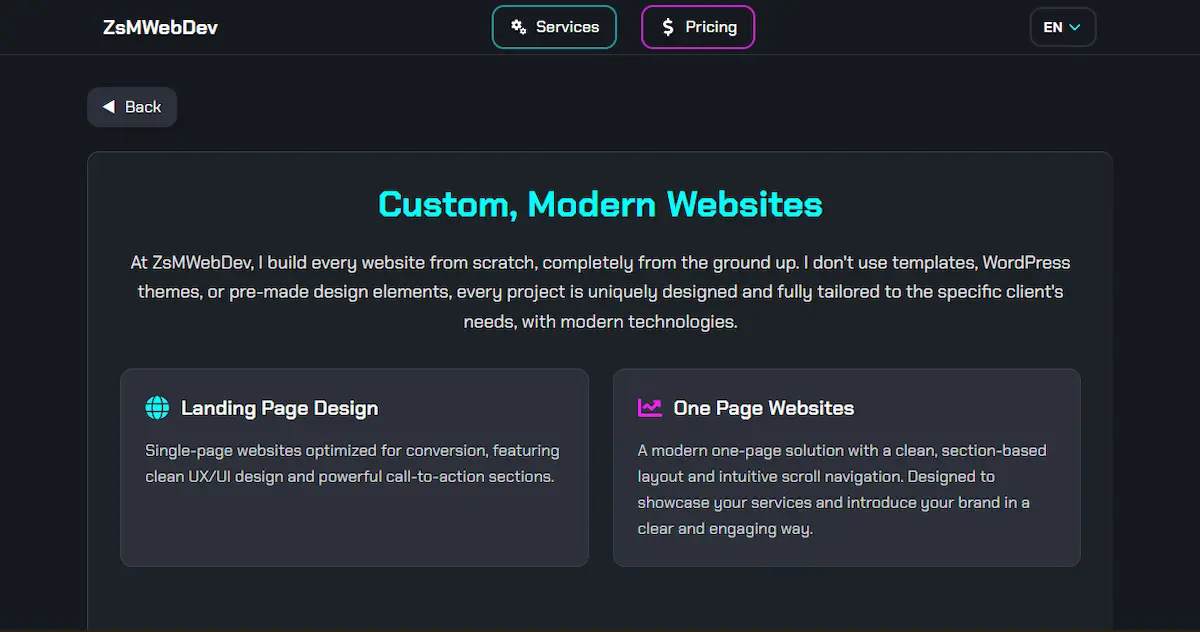 ZsMWebDev
Services
Pricing
EN
Back
Custom, Modern Websites
At ZsMWebDev, I build every website from scratch, completely from the ground up. I don't use templates, WordPress
themes, or pre-made design elements, every project is uniquely designed and fully tailored to the specific client's
needs, with modern technologies.
Landing Page Design
Single-page websites optimized for conversion, featuring
clean UX/UI design and powerful call-to-action sections.
One Page Websites
A modern one-page solution with a clean, section-based
layout and intuitive scroll navigation. Designed to
showcase your services and introduce your brand in a
clear and engaging way.